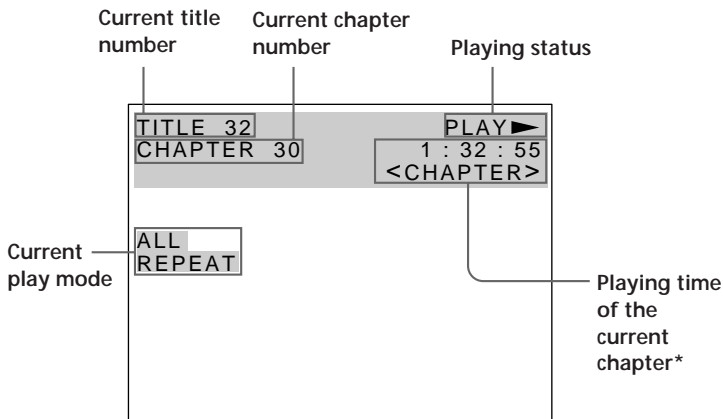 Current title
number
Current chapter
number
Playing status
TITLE 32
CHAPTER 30
PLAY►
1 : 32 : 55
<CHAPTER>
ALL
REPEAT
Current
play mode
Playing time
of the
current
chapter*